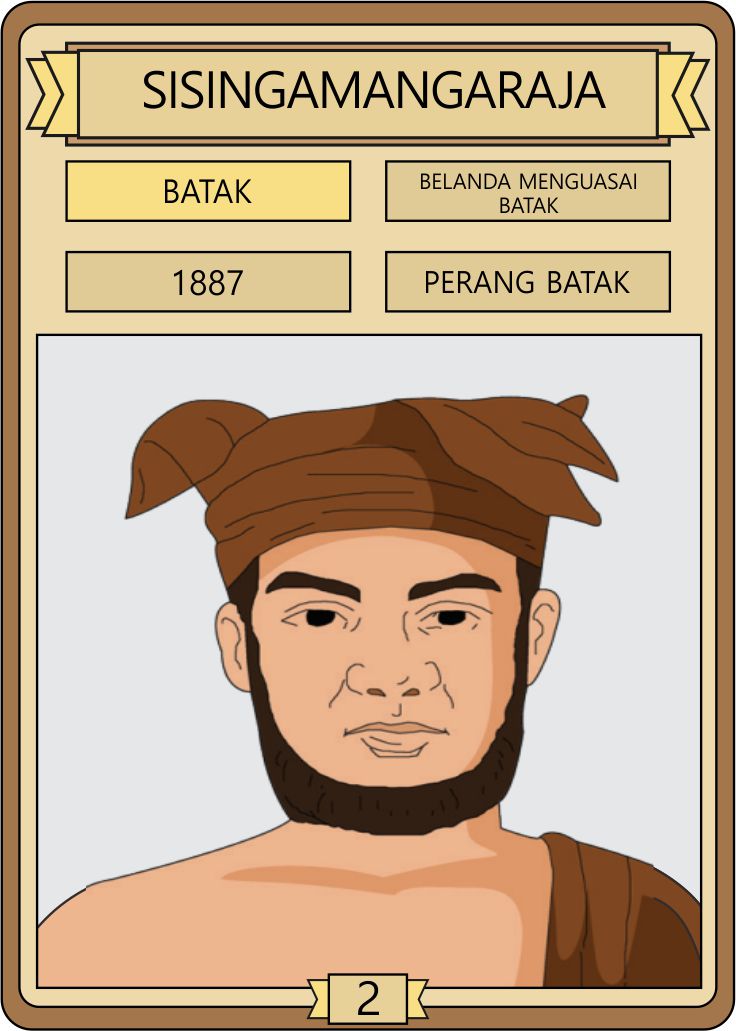 SISINGAMANGARAJA
BATAK
BELANDA MENGUASAI
BATAK
1887
PERANG BATAK
2